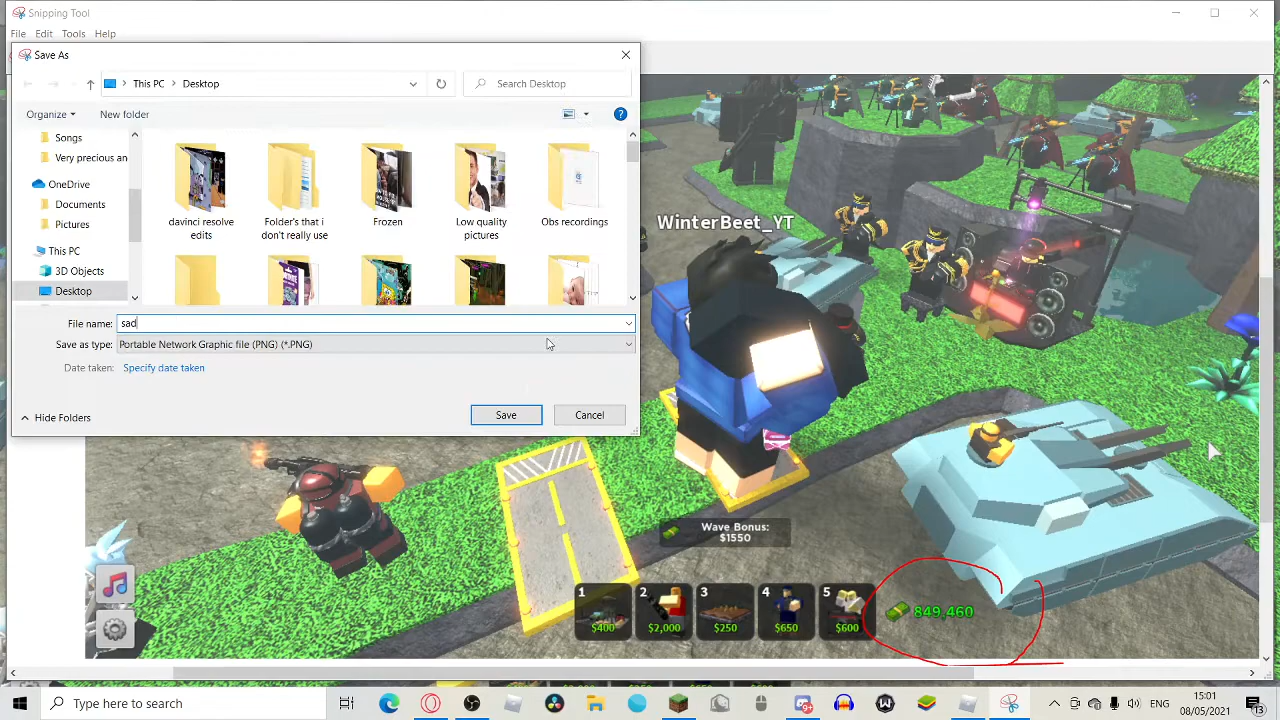 Snipping Tool
File Edit Tools Help
Save As
This PC Desktop
Search Desktop
Organize
New folder
Songs
Very precious an
OneDrive
Documents
Pictures
This PC
3D Objects
Desktop
davinci resolve
edits
Folder's that I
don't really use
Frozen
Low quality
pictures
Obs recordings
File name: sad
Save as type: Portable Network Graphic file (PNG) (*.PNG)
Date taken: Specify date taken
Hide Folders
Save
Cancel
WinterBeet_YT
Wave Bonus:
$1550
1 2 3 4 5
$400 $2,000 $250 $650 $600
849,460
Type here to search
ENG
15:01
08/05/2021